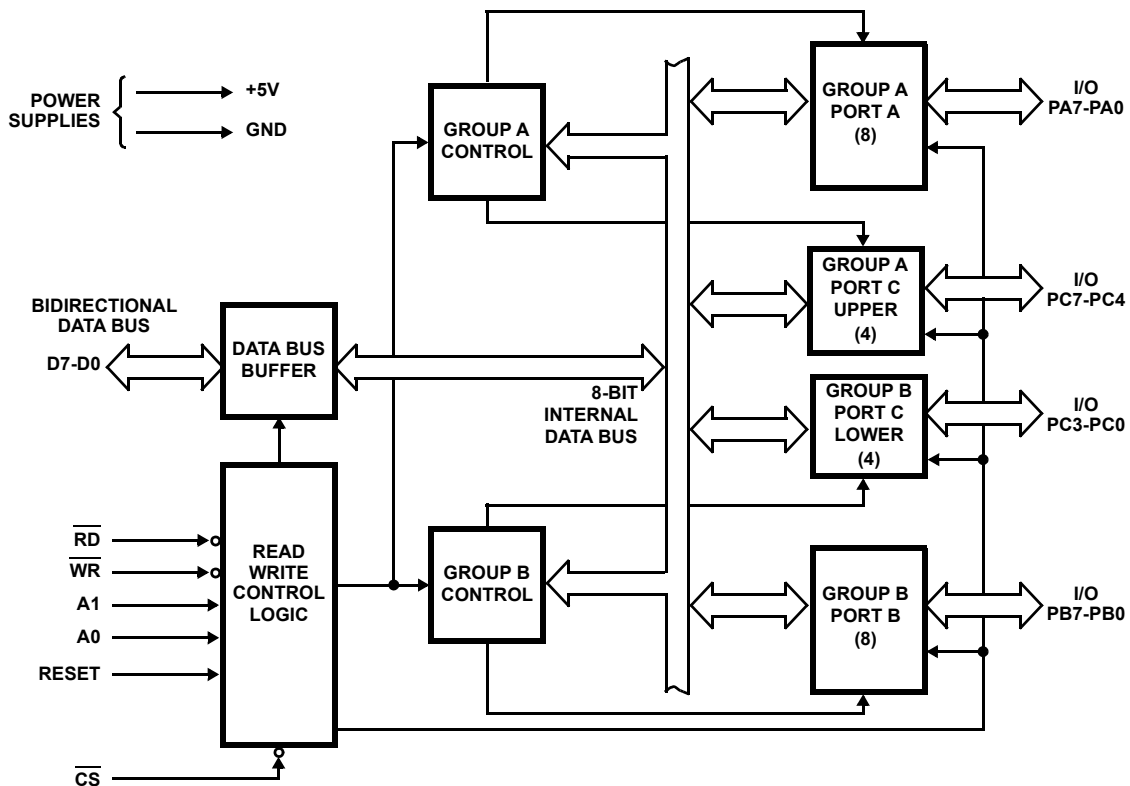 POWER
SUPPLIES
+5V
GND
GROUP A
CONTROL
GROUP A
PORT A
(8)
I/O
PA7-PA0
GROUP A
PORT C
UPPER
(4)
I/O
PC7-PC4
BIDIRECTIONAL
DATA BUS
D7-D0
DATA BUS
BUFFER
8-BIT
INTERNAL
DATA BUS
GROUP B
PORT C
LOWER
(4)
I/O
PC3-PC0
RD
WR
A1
A0
RESET
READ
WRITE
CONTROL
LOGIC
GROUP B
CONTROL
GROUP B
PORT B
(8)
I/O
PB7-PB0
CS